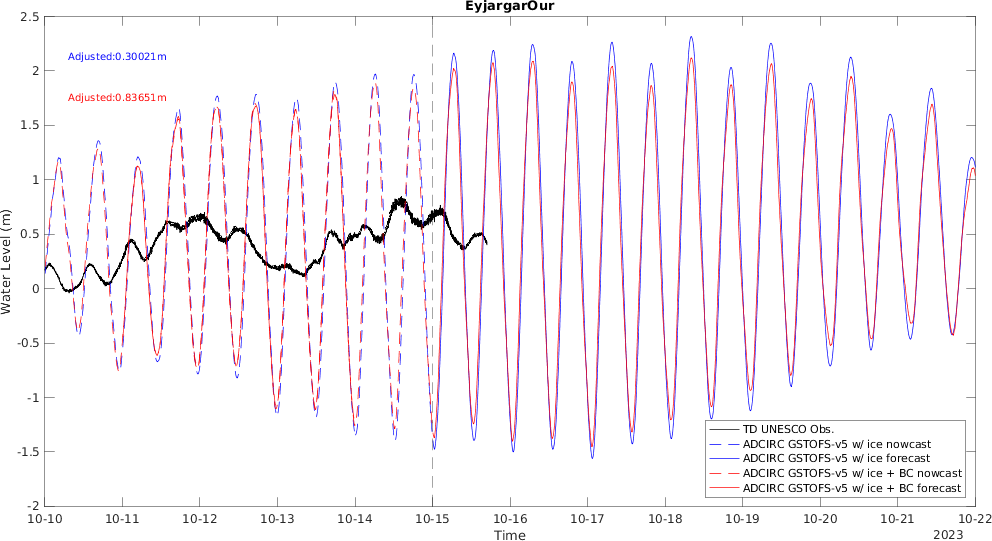 EyjargarOur
2.5
2
1.5
1
0.5
0
-0.5
-1
-1.5
-2
Water Level (m)
Adjusted:0.30021m
Adjusted:0.83651m
TD UNESCO Obs.
ADCIRC GSTOFS-v5 w/ ice nowcast
ADCIRC GSTOFS-v5 w/ ice forecast
ADCIRC GSTOFS-v5 w/ ice + BC nowcast
ADCIRC GSTOFS-v5 w/ ice + BC forecast
10-10 10-11 10-12 10-13 10-14 10-15 10-16 10-17 10-18 10-19 10-20 10-21 10-22
Time
2023